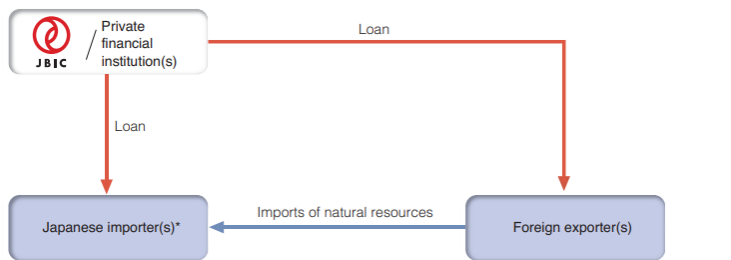 JBIC
/
Private
financial
institution(s)
Loan
Loan
Imports of natural resources
Japanese importer(s)*
Foreign exporter(s)